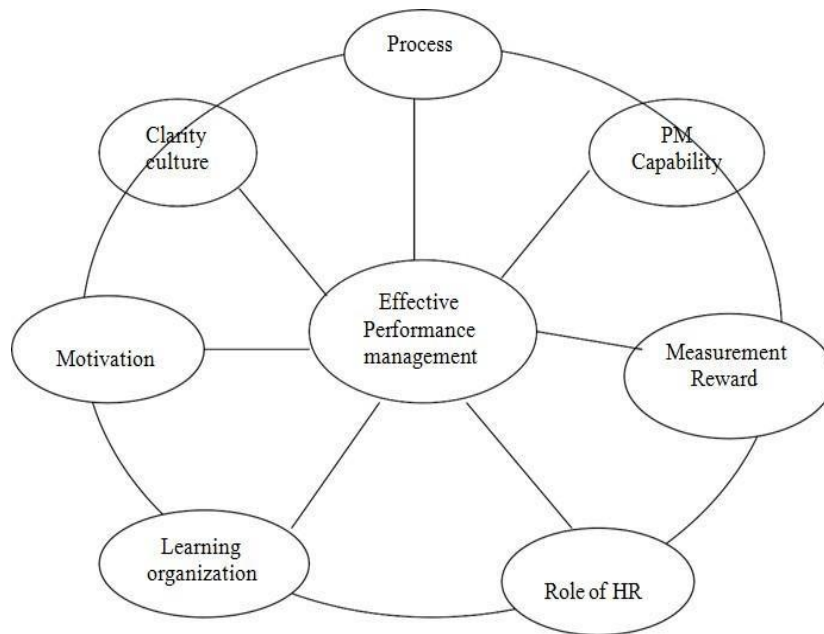 Process
Clarity
culture
PM
Capability
Effective
Performance
management
Motivation
Measurement
Reward
Learning
organization
Role of HR